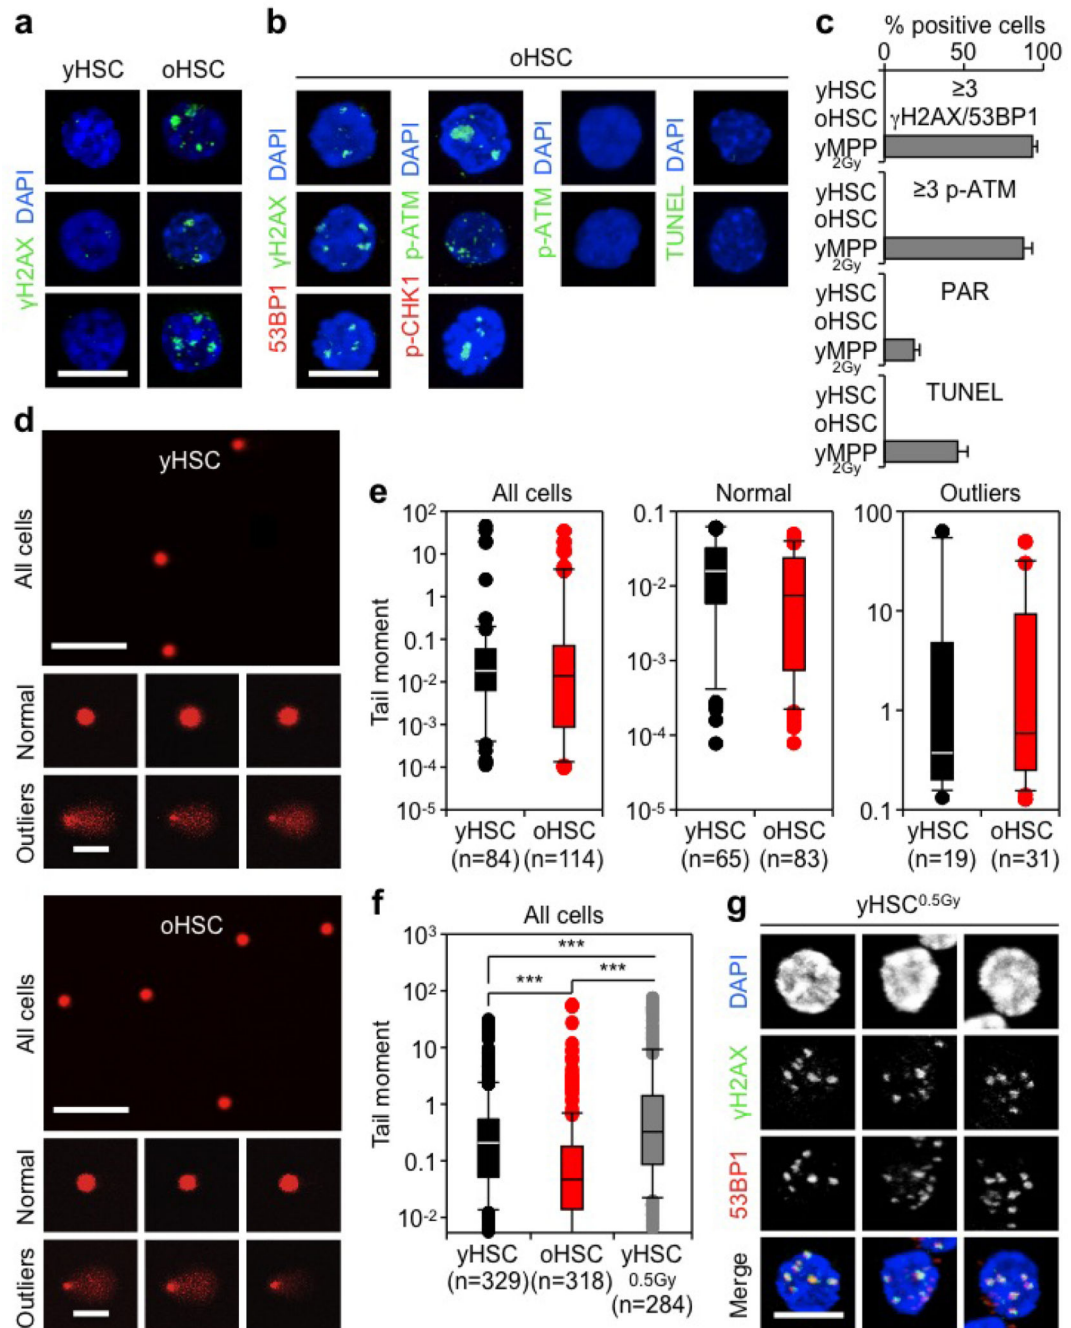 a
yHSC oHSC
γH2AX DAPI
b
oHSC
53BP1 γH2AX DAPI
p-CHK1 p-ATM DAPI
p-ATM DAPI
TUNEL DAPI
c
% positive cells
0 50 100
yHSC ≥3
oHSC γH2AX/53BP1
yMPP
2Gy
yHSC ≥3 p-ATM
oHSC
yMPP
2Gy
yHSC PAR
oHSC
yMPP
2Gy
yHSC TUNEL
oHSC
yMPP
2Gy
d
yHSC
All cells
Normal
Outliers
oHSC
All cells
Normal
Outliers
e
All cells
Tail moment
10²
10
1
0.1
10-²
10-³
10-⁴
10-⁵
yHSC oHSC
(n=84) (n=114)
Normal
0.1
10-²
10-³
10-⁴
10-⁵
yHSC oHSC
(n=65) (n=83)
Outliers
100
10
1
0.1
yHSC oHSC
(n=19) (n=31)
f
All cells
Tail moment
10³
10²
10
1
0.1
10-²
***
*** ***
yHSC oHSC yHSC
0.5Gy
(n=329) (n=318)
(n=284)
g
yHSC0.5Gy
DAPI
γH2AX
53BP1
Merge